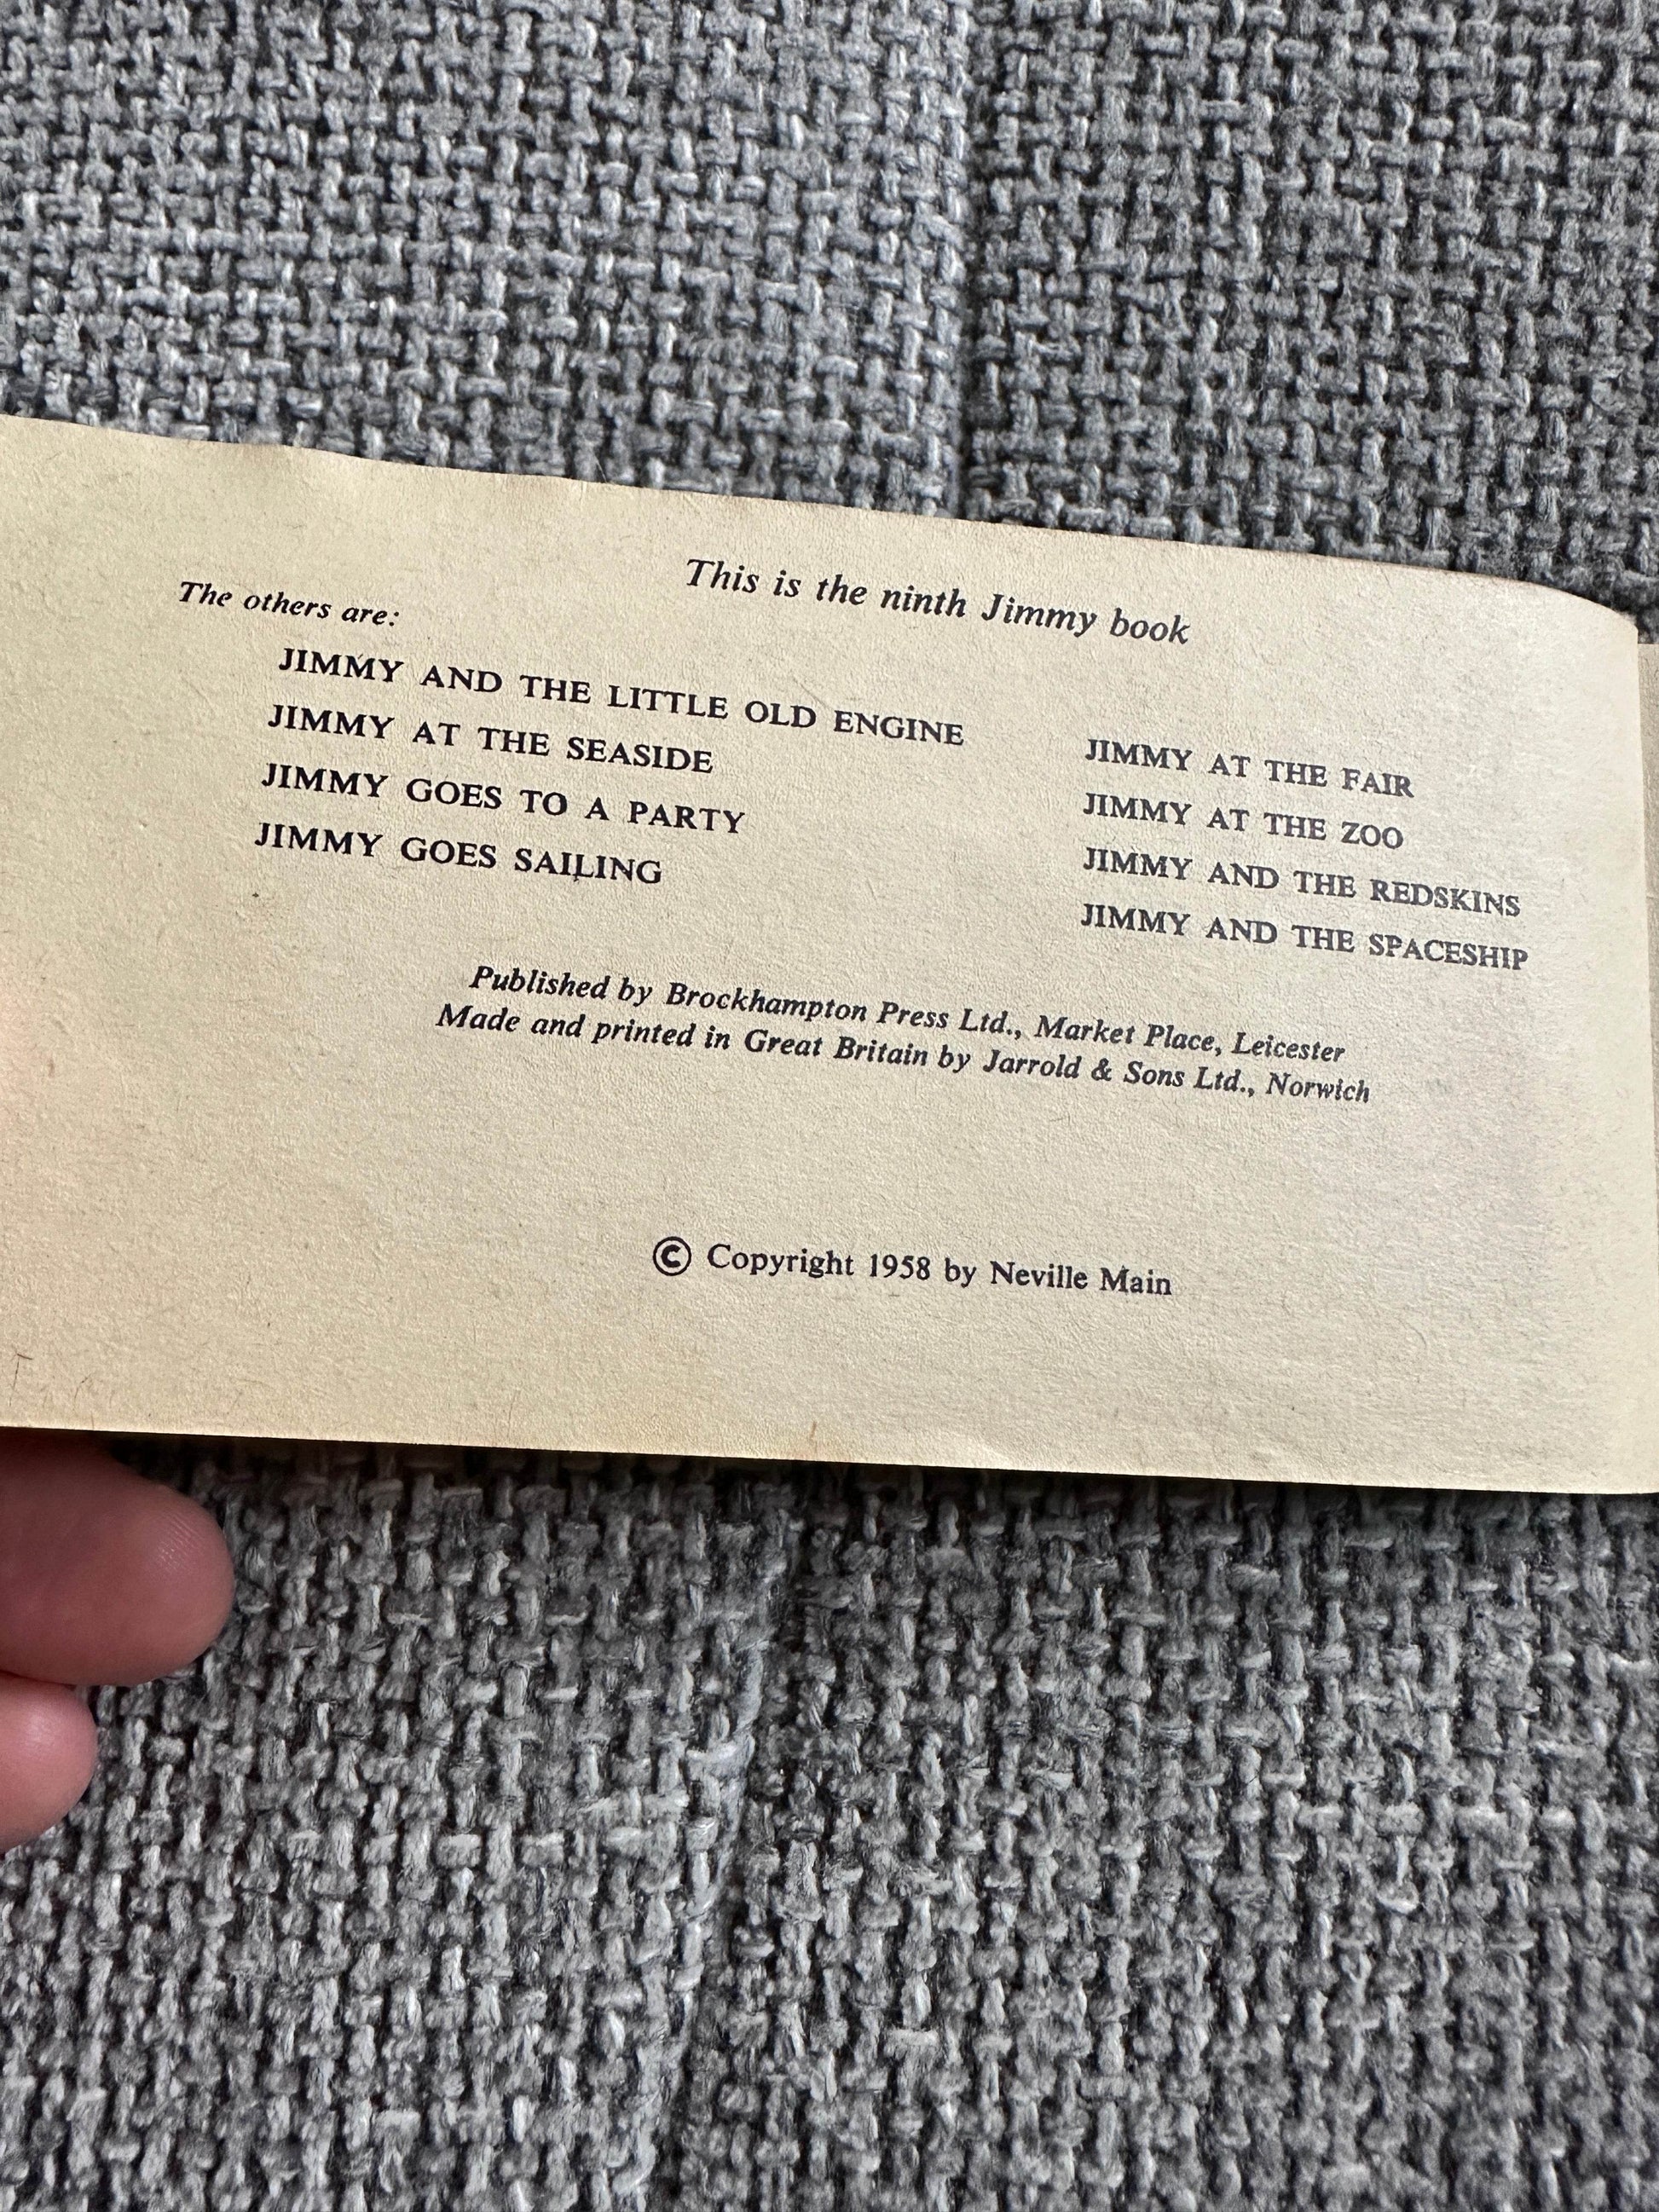 This is the ninth Jimmy book
The others are:
JIMMY AND THE LITTLE OLD ENGINE
JIMMY AT THE SEASIDE
JIMMY GOES TO A PARTY
JIMMY GOES SAILING
JIMMY AT THE FAIR
JIMMY AT THE ZOO
JIMMY AND THE REDSKINS
JIMMY AND THE SPACESHIP
Published by Brockhampton Press Ltd., Market Place, Leicester
Made and printed in Great Britain by Jarrold & Sons Ltd., Norwich
© Copyright 1958 by Neville Main